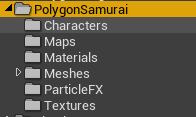 PolygonSamurai
Characters
Maps
Materials
Meshes
ParticleFX
Textures